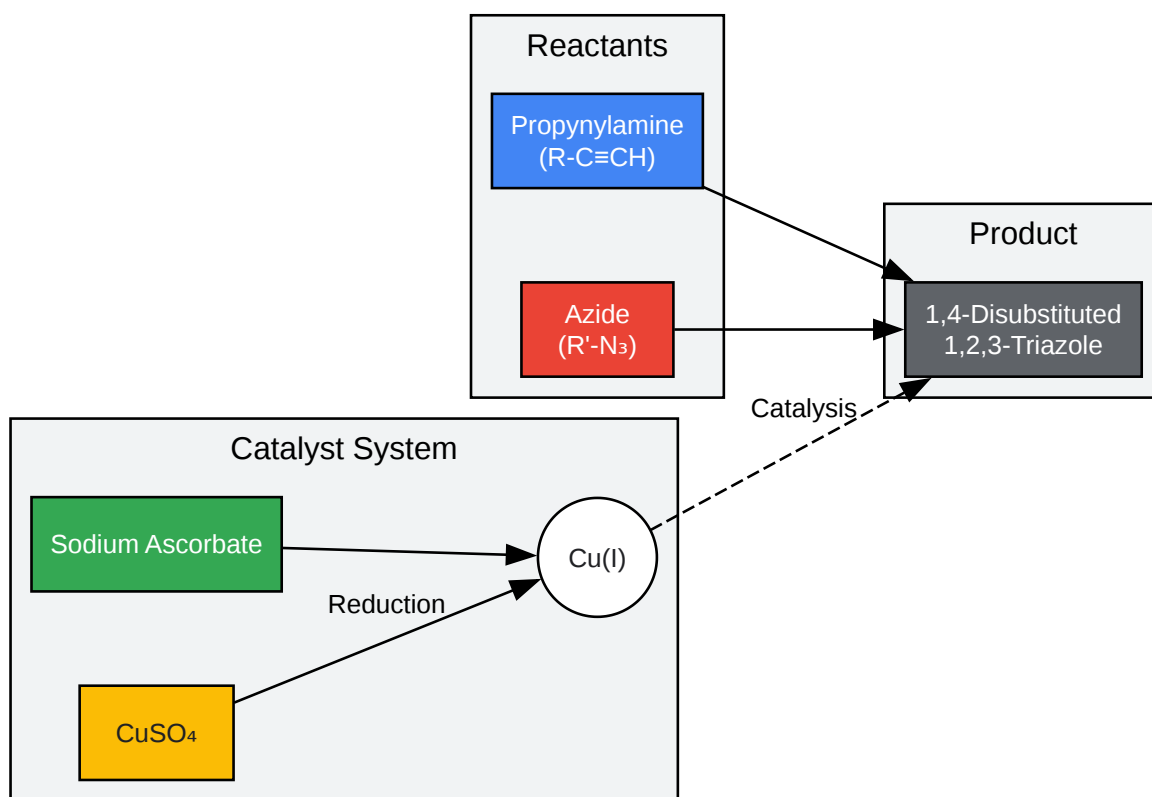 Reactants
Propynylamine
(R-C≡CH)
Azide
(R'-N₃)
Product
1,4-Disubstituted
1,2,3-Triazole
Catalysis
Catalyst System
Sodium Ascorbate
Cu(I)
Reduction
CuSO₄